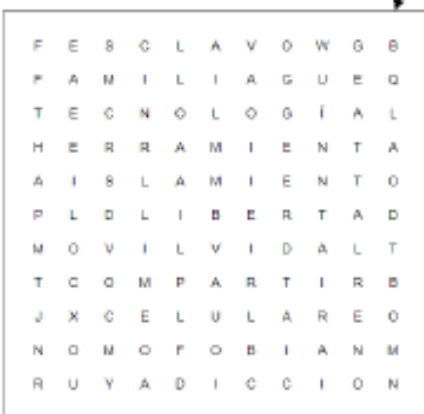 F E S C L A V O W G B
F A M I L I A G U E Q
T E C N O L O G Í A L
H E R R A M I E N T A
A I S L A M I E N T O
P L D L I B E R T A D
M O V I L V I D A L T
T C O M P A R T I R B
J X C E L U L A R E O
N O M O F O B I A N M
R U Y A D I C C I O N